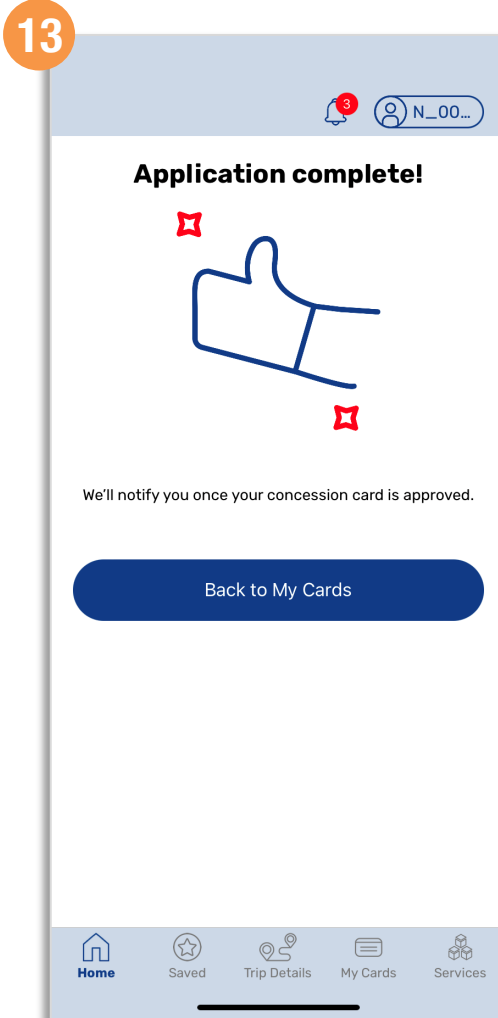 13
3
N_00...
Application complete!
We'll notify you once your concession card is approved.
Back to My Cards
Home
Saved
Trip Details
My Cards
Services